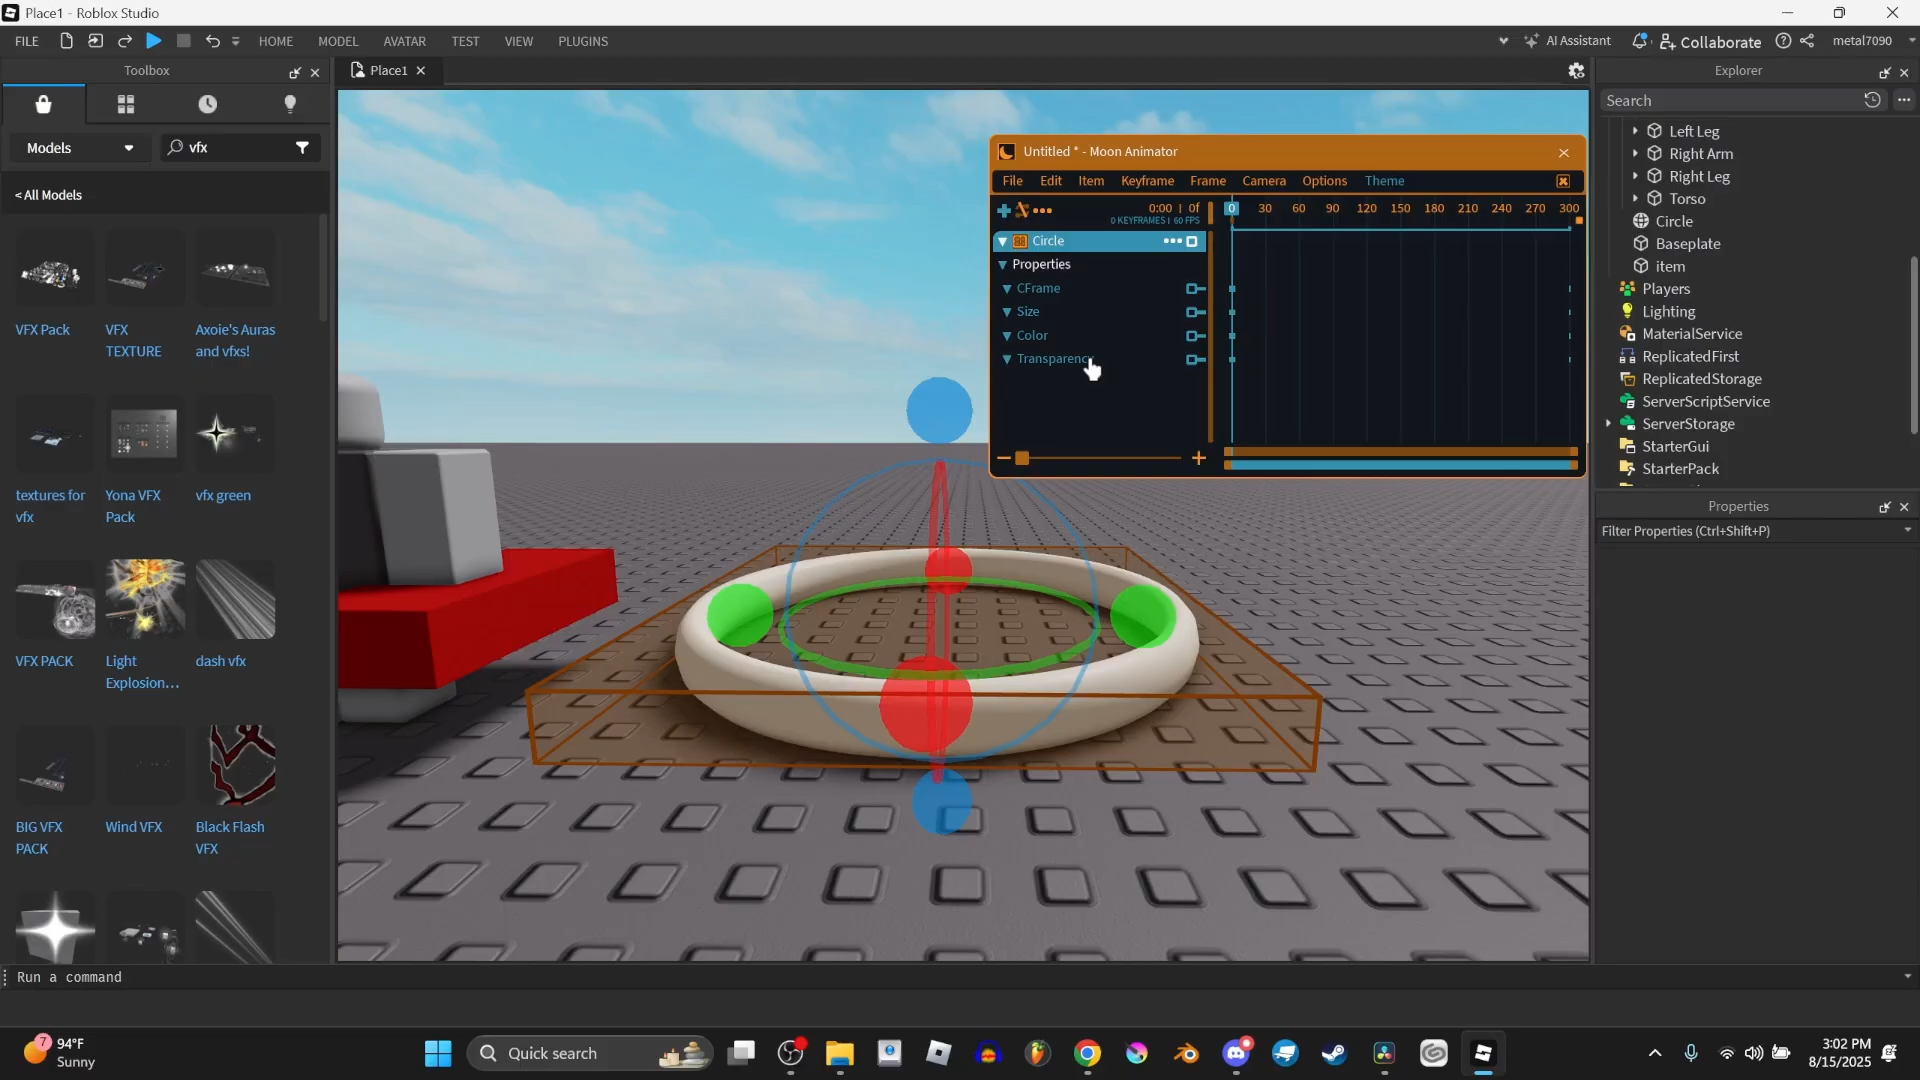 Place1 - Roblox Studio
FILE
HOME
MODEL
AVATAR
TEST
VIEW
PLUGINS
AI Assistant
Collaborate
metal7090
Toolbox
Models
vfx
< All Models
VFX Pack
VFX
TEXTURE
Axoie's Auras
and vfxs!
textures for
vfx
Yona VFX
Pack
vfx green
VFX PACK
Light
Explosion...
dash vfx
BIG VFX
PACK
Wind VFX
Black Flash
VFX
Place1
Untitled * - Moon Animator
File
Edit
Item
Keyframe
Frame
Camera
Options
Theme
0:00 | 0f
0 KEYFRAMES | 60 FPS
0
30
60
90
120
150
180
210
240
270
300
Circle
Properties
CFrame
Size
Color
Transparency
Explorer
Search
Left Leg
Right Arm
Right Leg
Torso
Circle
Baseplate
item
Players
Lighting
MaterialService
ReplicatedFirst
ReplicatedStorage
ServerScriptService
ServerStorage
StarterGui
StarterPack
Properties
Filter Properties (Ctrl+Shift+P)
Run a command
7
94°F
Sunny
Quick search
3:02 PM
8/15/2025